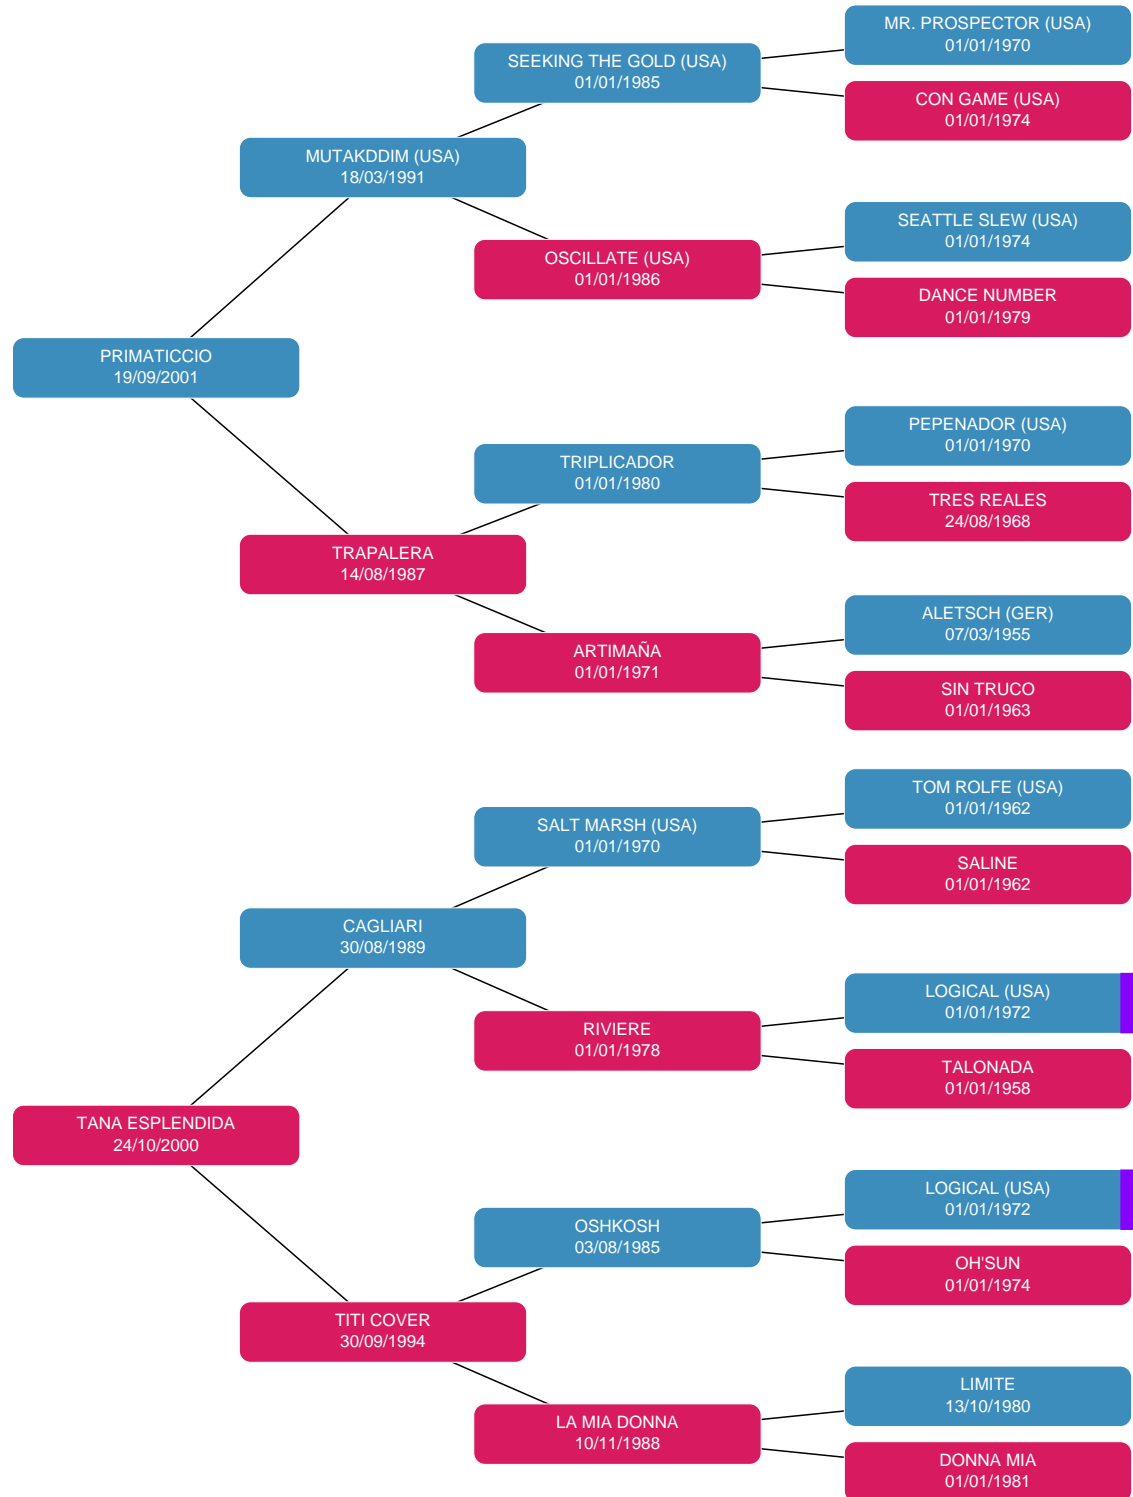 MR. PROSPECTOR (USA)
01/01/1970
SEEKING THE GOLD (USA)
01/01/1985
CON GAME (USA)
01/01/1974
MUTAKDDIM (USA)
18/03/1991
SEATTLE SLEW (USA)
01/01/1974
OSCILLATE (USA)
01/01/1986
DANCE NUMBER
01/01/1979
PRIMATICCIO
19/09/2001
PEPENADOR (USA)
01/01/1970
TRIPLICADOR
01/01/1980
TRES REALES
24/08/1968
TRAPALERA
14/08/1987
ALETSCH (GER)
07/03/1955
ARTIMAÑA
01/01/1971
SIN TRUCO
01/01/1963
TOM ROLFE (USA)
01/01/1962
SALT MARSH (USA)
01/01/1970
SALINE
01/01/1962
CAGLIARI
30/08/1989
LOGICAL (USA)
01/01/1972
RIVIERE
01/01/1978
TALONADA
01/01/1958
TANA ESPLENDIDA
24/10/2000
LOGICAL (USA)
01/01/1972
OSHKOSH
03/08/1985
OH'SUN
01/01/1974
TITI COVER
30/09/1994
LIMITE
13/10/1980
LA MIA DONNA
10/11/1988
DONNA MIA
01/01/1981